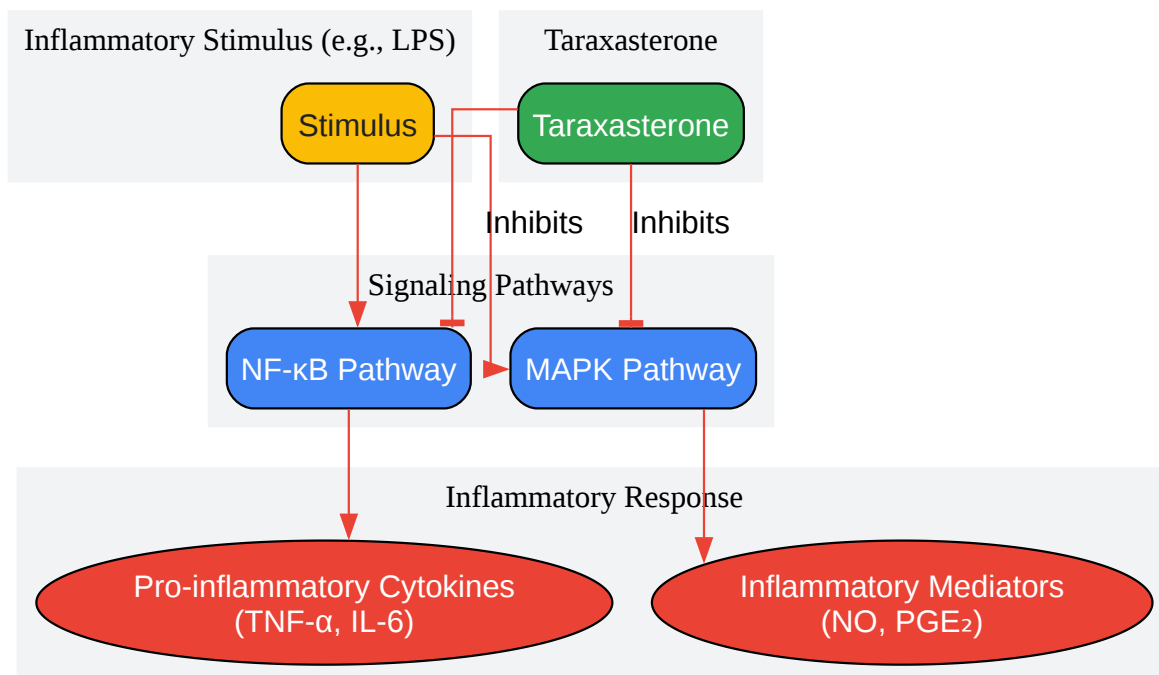 Inflammatory Stimulus (e.g., LPS)
Taraxasterone
Stimulus
Taraxasterone
Inhibits
Inhibits
Signaling Pathways
NF-κB Pathway
MAPK Pathway
Inflammatory Response
Pro-inflammatory Cytokines
(TNF-α, IL-6)
Inflammatory Mediators
(NO, PGE₂)